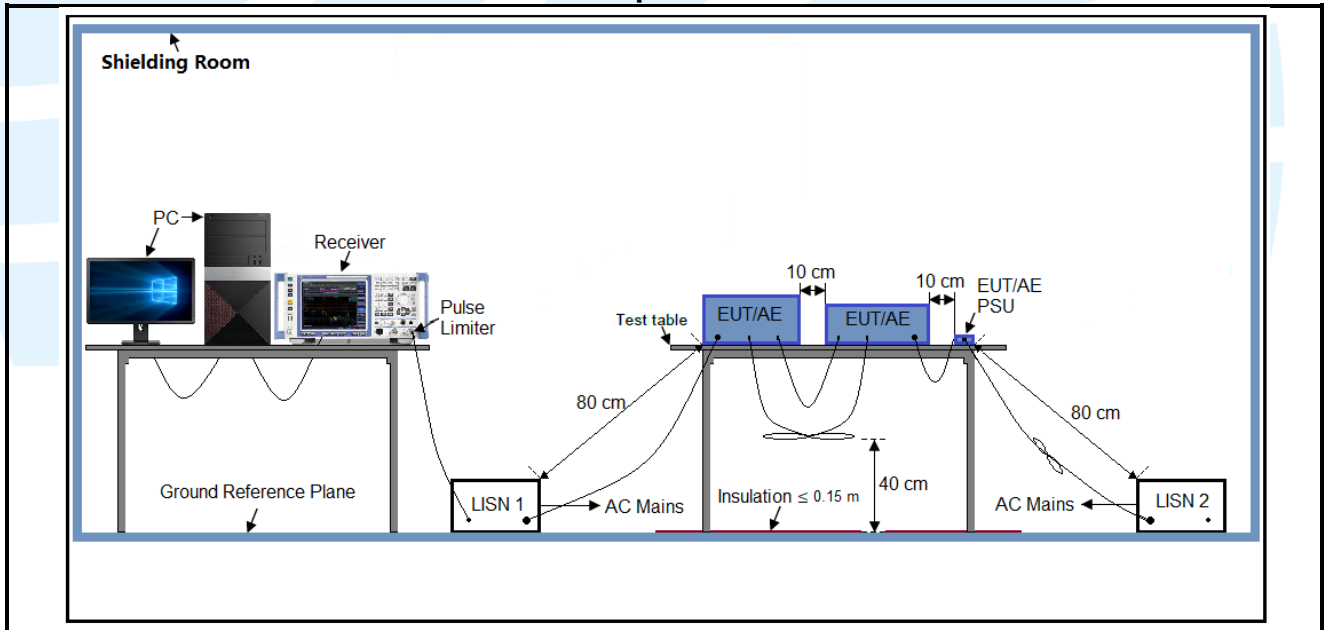 Shielding Room
PC
Receiver
Pulse
Limiter
10 cm
10 cm
EUT/AE
PSU
Test table
EUT/AE
EUT/AE
80 cm
80 cm
40 cm
Ground Reference Plane
LISN 1
AC Mains
Insulation ≤ 0.15 m
AC Mains
LISN 2